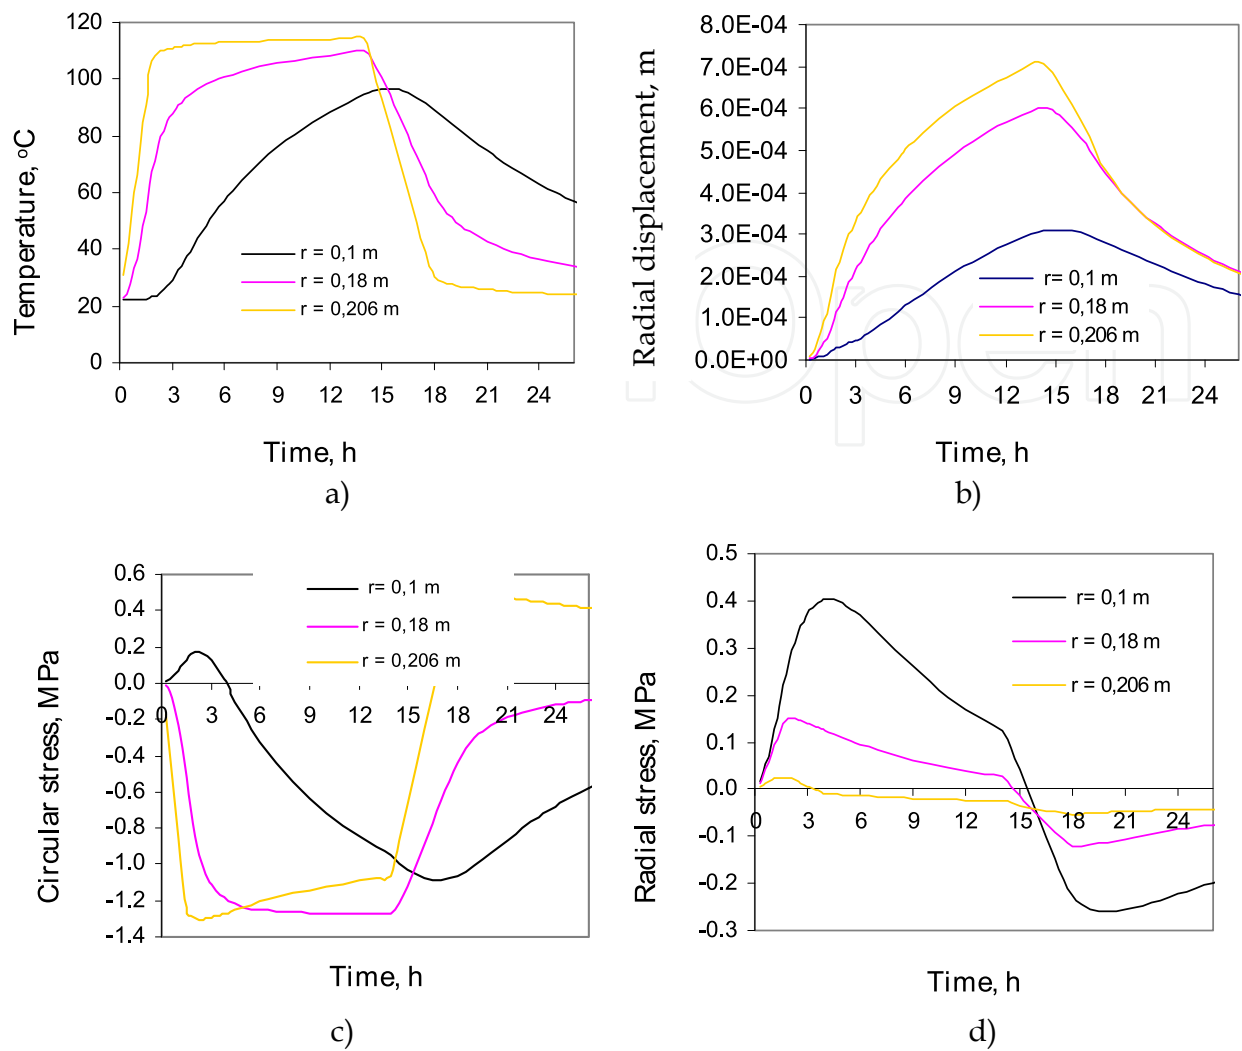 120
100
80
60
40
20
0
Temperature, ºC
r = 0,1 m
r = 0,18 m
r = 0,206 m
0 3 6 9 12 15 18 21 24
Time, h
a)
8.0E-04
7.0E-04
6.0E-04
5.0E-04
4.0E-04
3.0E-04
2.0E-04
1.0E-04
0.0E+00
Radial displacement, m
r= 0,1 m
r = 0,18 m
r = 0,206 m
0 3 6 9 12 15 18 21 24
Time, h
b)
Open
0.6
0.4
0.2
0.0
-0.2
-0.4
-0.6
-0.8
-1.0
-1.2
-1.4
Circular stress, MPa
r= 0,1 m
r = 0,18 m
r = 0,206 m
0 3 6 9 12 15 18 21 24
Time, h
c)
0.5
0.4
0.3
0.2
0.1
0.0
-0.1
-0.2
-0.3
Radial stress, MPa
r= 0,1 m
r = 0,18 m
r = 0,206 m
0 3 6 9 12 15 18 21 24
Time, h
d)